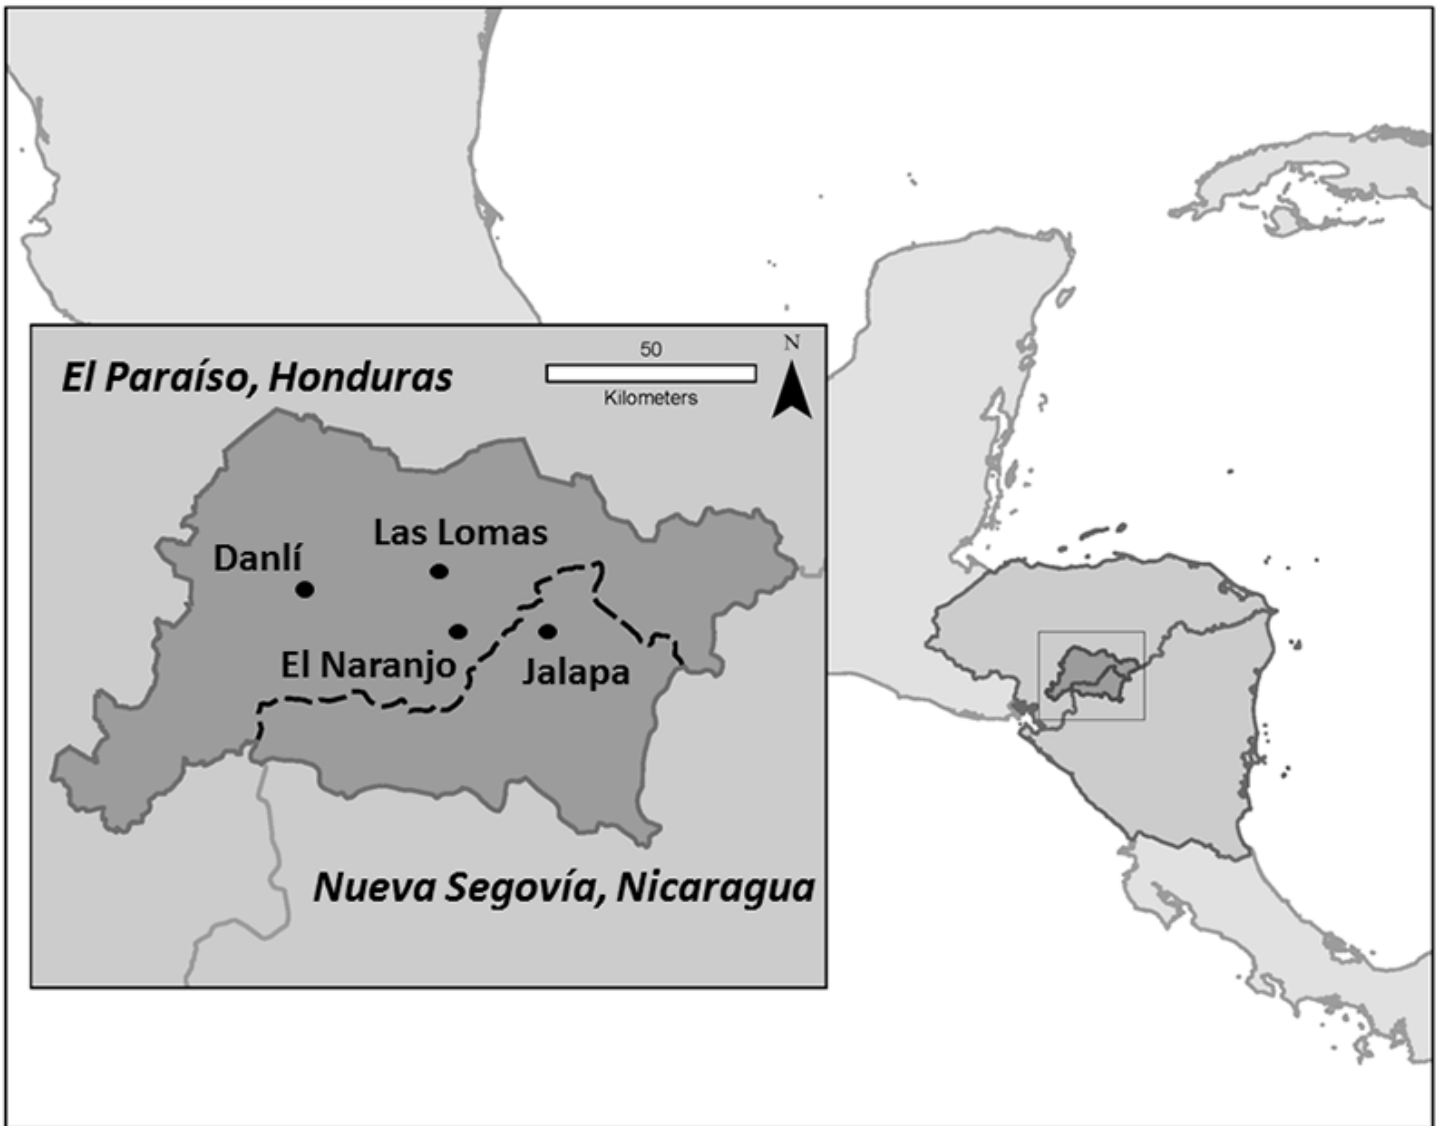 El Paraíso, Honduras
50
Kilometers
N
Las Lomas
Danlí
El Naranjo
Jalapa
Nueva Segovía, Nicaragua